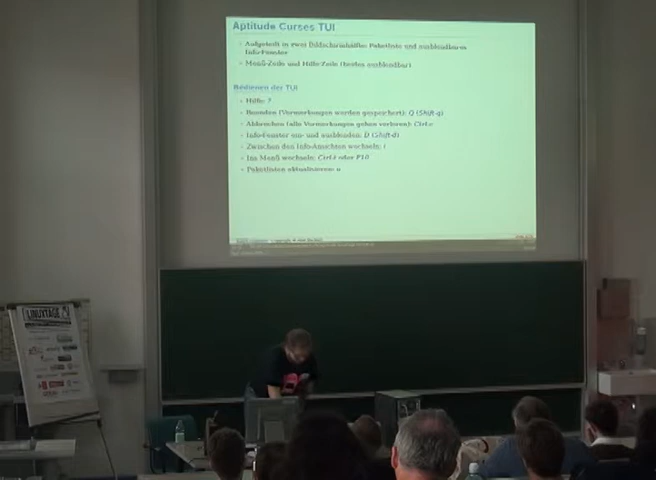 Aptitude Curses TUI
- Aufgeteilt in zwei Bildschirmhälften: Paketliste und ausblendbares
Info-Fenster
- Menü-Zeile und Hilfe-Zeile (beides ausblendbar)
Bedienen der TUI
- Hilfe: ?
- Beenden (Vormerkungen werden gespeichert): Q (Shift-q)
- Abbrechen (alle Vormerkungen gehen verloren): Ctrl-c
- Info-Fenster ein- und ausblenden: D (Shift-d)
- Zwischen den Info-Ansichten wechseln: i
- Ins Menü wechseln: Ctrl-t oder F10
- Paketlisten aktualisieren: u
LINUXTAGE